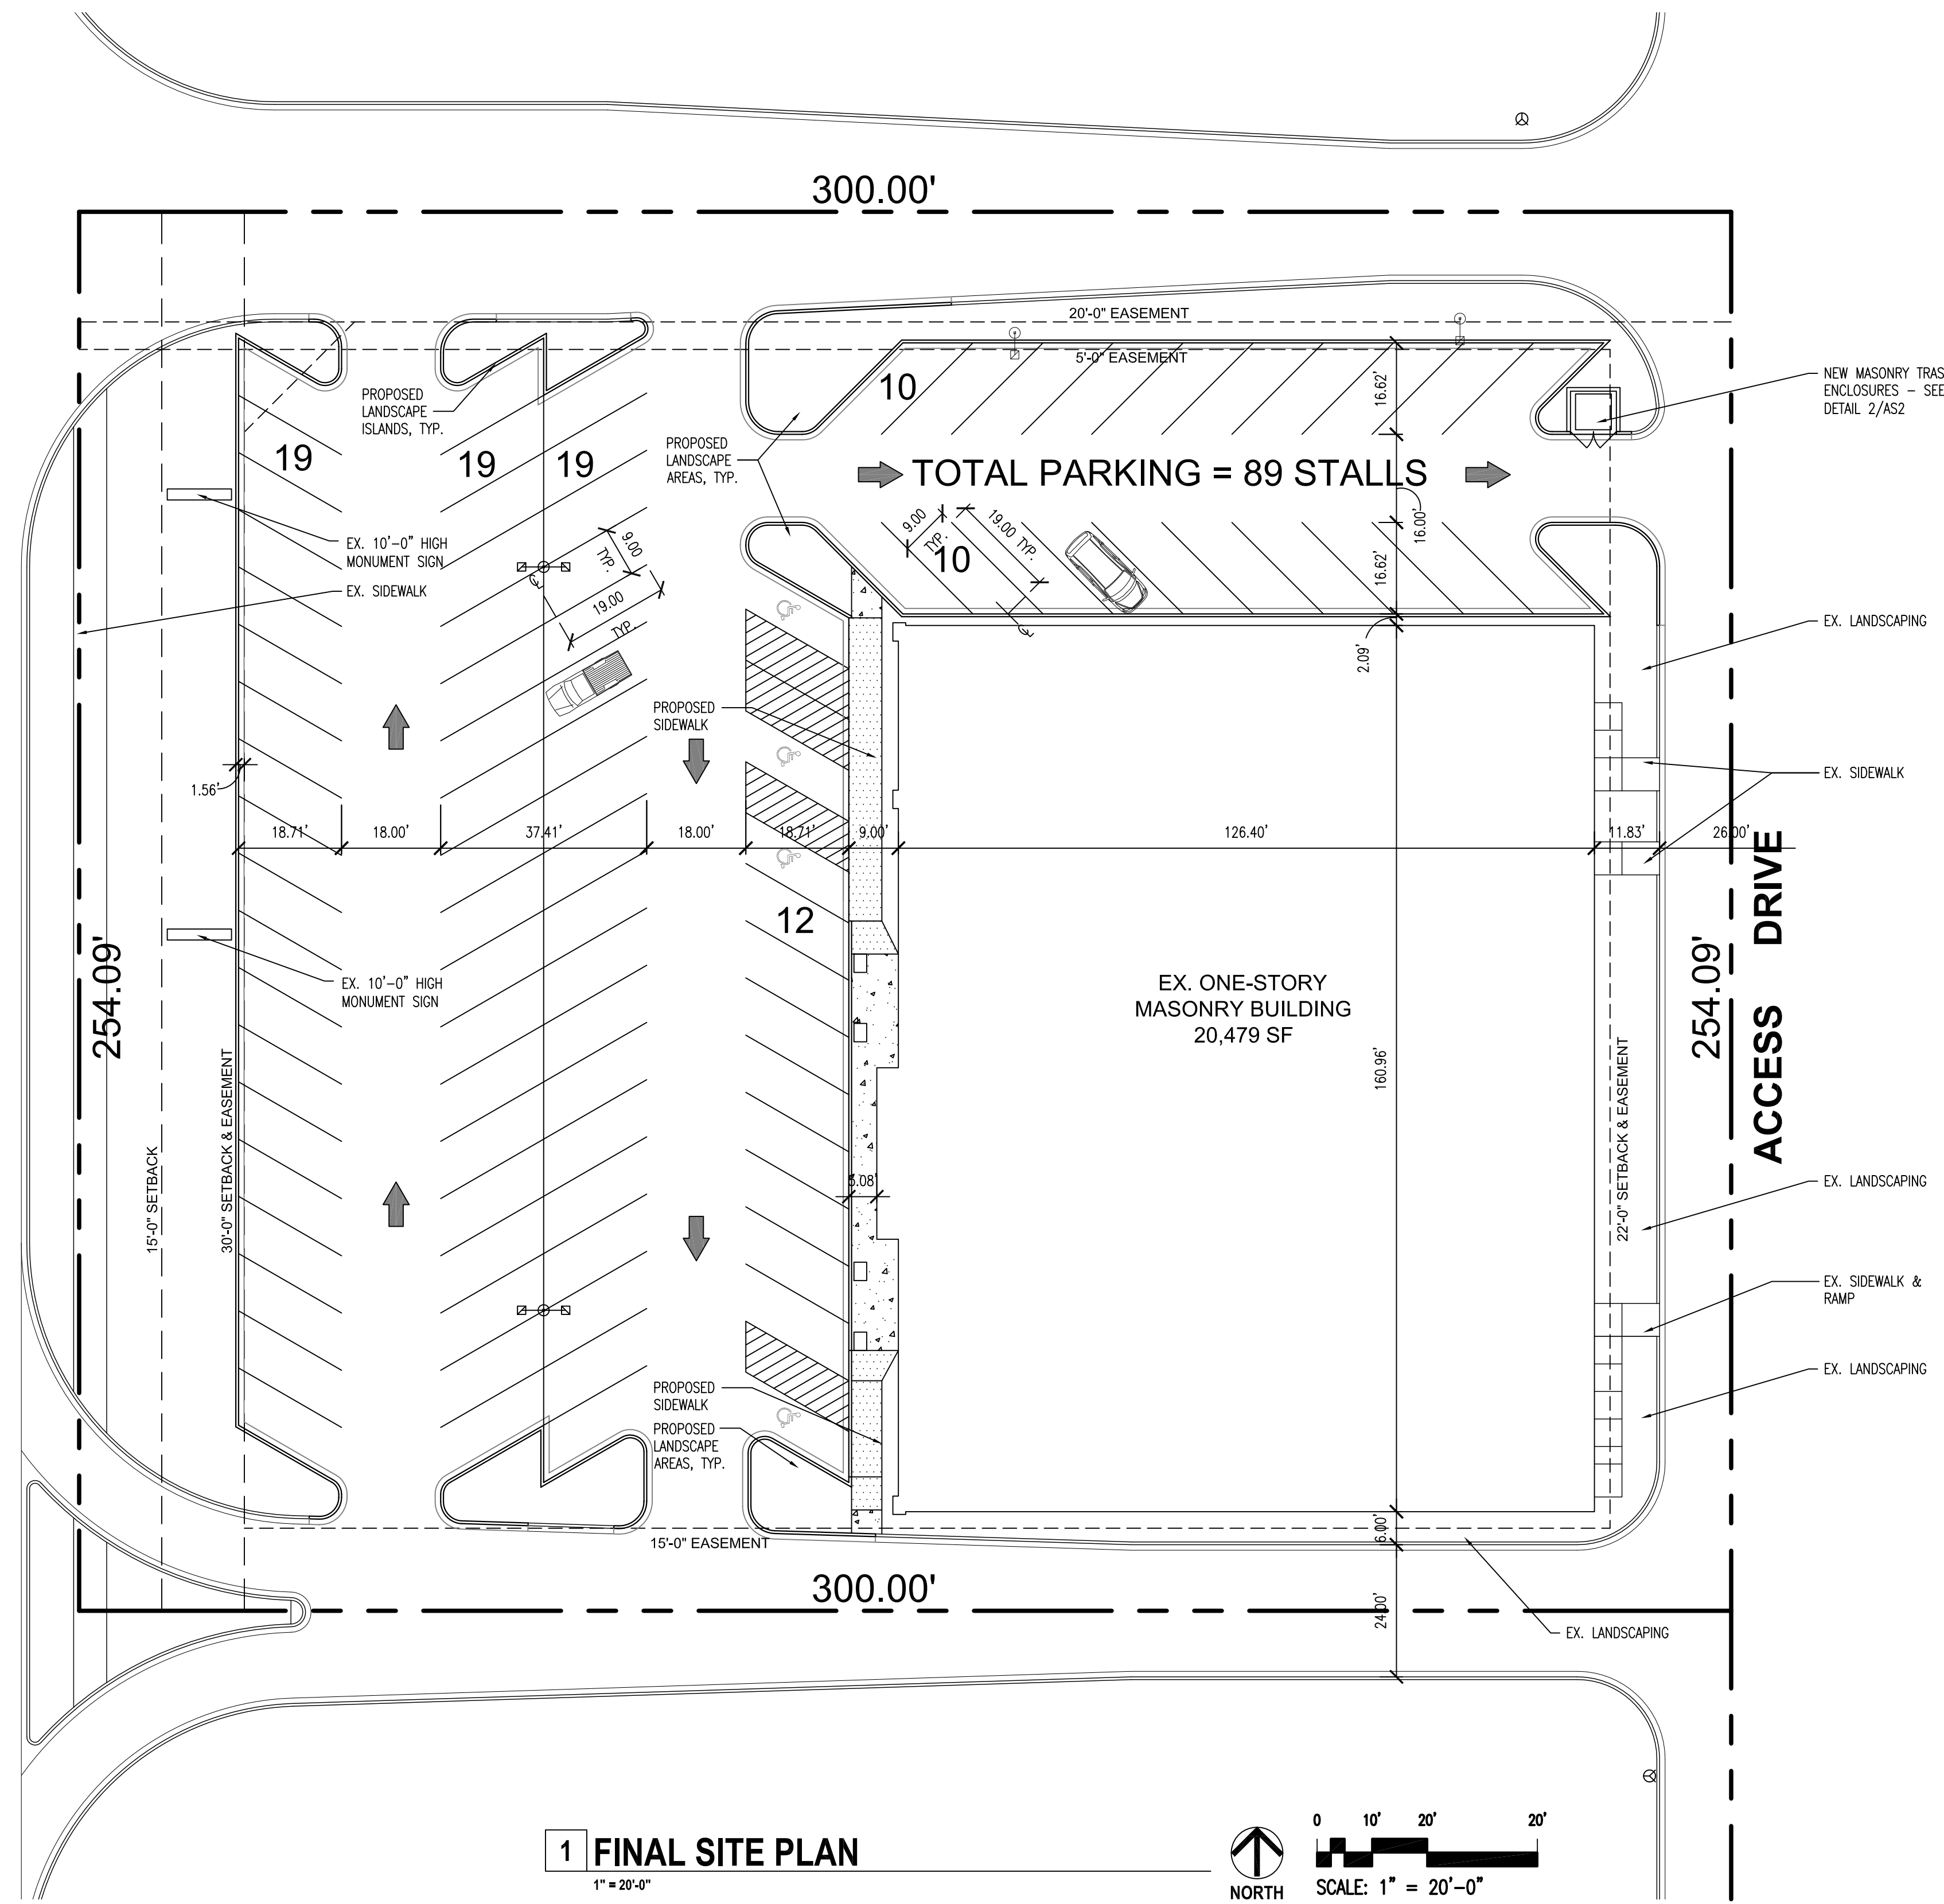 300.00'
20'-0" EASEMENT
5'-0" EASEMENT
PROPOSED
LANDSCAPE
ISLANDS, TYP.
10
16.62'
NEW MASONRY TRAS
ENCLOSURES – SEE
DETAIL 2/AS2
19
19
19
PROPOSED
LANDSCAPE
AREAS, TYP.
TOTAL PARKING = 89 STALLS
EX. 10'-0" HIGH
MONUMENT SIGN
9.00
TYP.
9.00
TYP.
19.00 TYP.
10
16.00'
16.62'
EX. SIDEWALK
19.00
TYP.
EX. LANDSCAPING
2.09'
PROPOSED
SIDEWALK
EX. SIDEWALK
1.56'
18.71'
18.00'
37.41'
18.00'
18.71'
9.00'
126.40'
11.83'
26.00'
12
254.09'
EX. 10'-0" HIGH
MONUMENT SIGN
EX. ONE-STORY
MASONRY BUILDING
20,479 SF
254.09'
ACCESS DRIVE
160.96'
15'-0" SETBACK
30'-0" SETBACK & EASEMENT
22'-0" SETBACK & EASEMENT
5.08'
EX. LANDSCAPING
EX. SIDEWALK &
RAMP
EX. LANDSCAPING
PROPOSED
SIDEWALK
PROPOSED
LANDSCAPE
AREAS, TYP.
6.00'
15'-0" EASEMENT
300.00'
24.00'
EX. LANDSCAPING
1 FINAL SITE PLAN
1" = 20'-0"
NORTH
0 10' 20' 20'
SCALE: 1" = 20'-0"